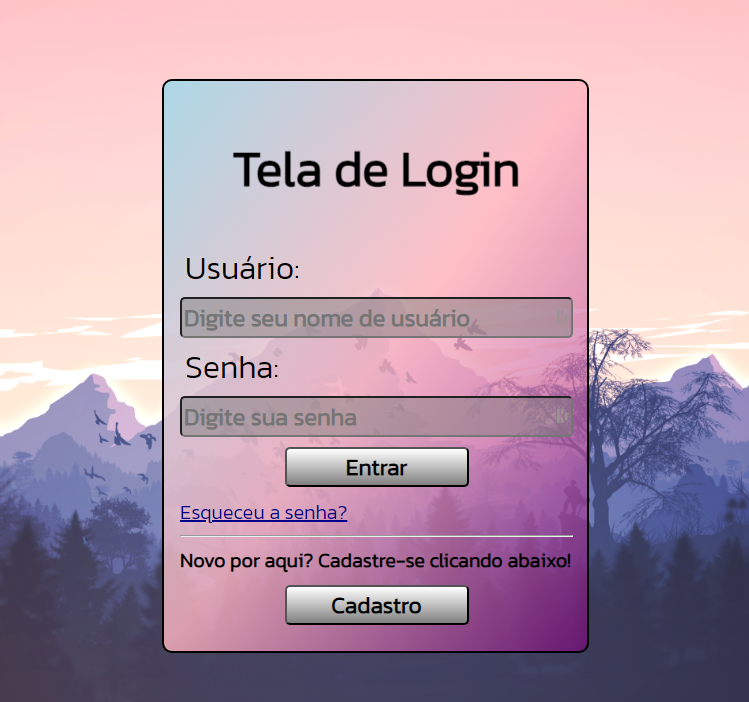 Tela de Login
Usuário:
Digite seu nome de usuário
Senha:
Digite sua senha
Entrar
Esqueceu a senha?
Novo por aqui? Cadastre-se clicando abaixo!
Cadastro